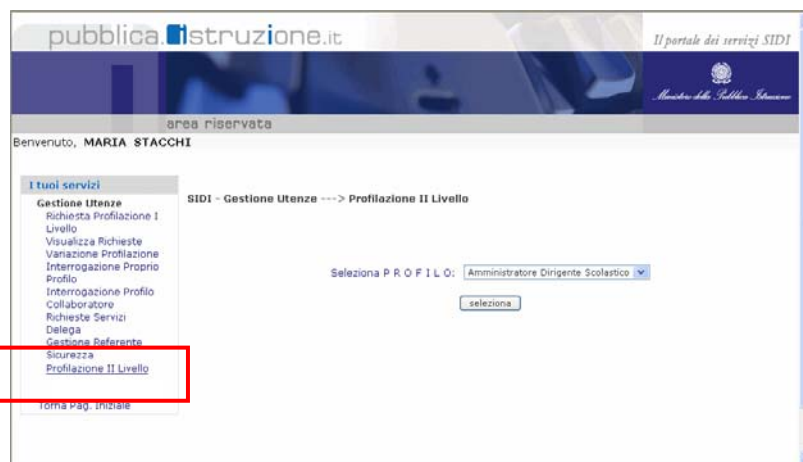 pubblica.istruzione.it
Il portale dei servizi SIDI
Ministero della Pubblica Istruzione
area riservata
Benvenuto, MARIA STACCHI
I tuoi servizi
Gestione Utenze
Richiesta Profilazione I
Livello
Visualizza Richieste
Variazione Profilazione
Interrogazione Proprio
Profilo
Interrogazione Profilo
Collaboratore
Richieste Servizi
Delega
Gestione Referente
Sicurezza
Profilazione II Livello
Torna Pag. Iniziale
SIDI - Gestione Utenze ---> Profilazione II Livello
Seleziona P R O F I L O: Amministratore Dirigente Scolastico
seleziona